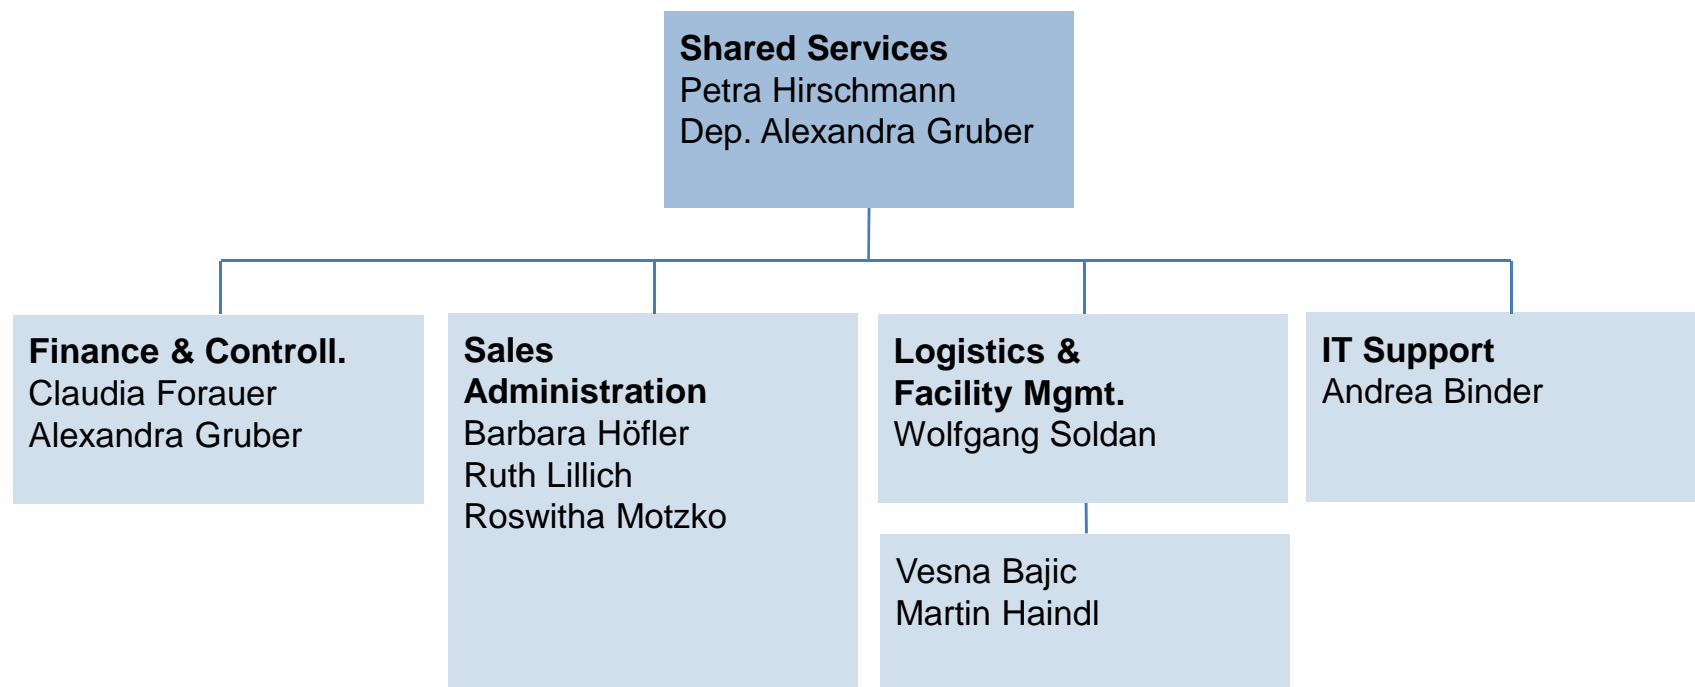 Shared Services
Petra Hirschmann
Dep. Alexandra Gruber
Finance & Controll.
Claudia Forauer
Alexandra Gruber
Sales
Administration
Barbara Höfler
Ruth Lillich
Roswitha Motzko
Logistics &
Facility Mgmt.
Wolfgang Soldan
Vesna Bajic
Martin Haindl
IT Support
Andrea Binder